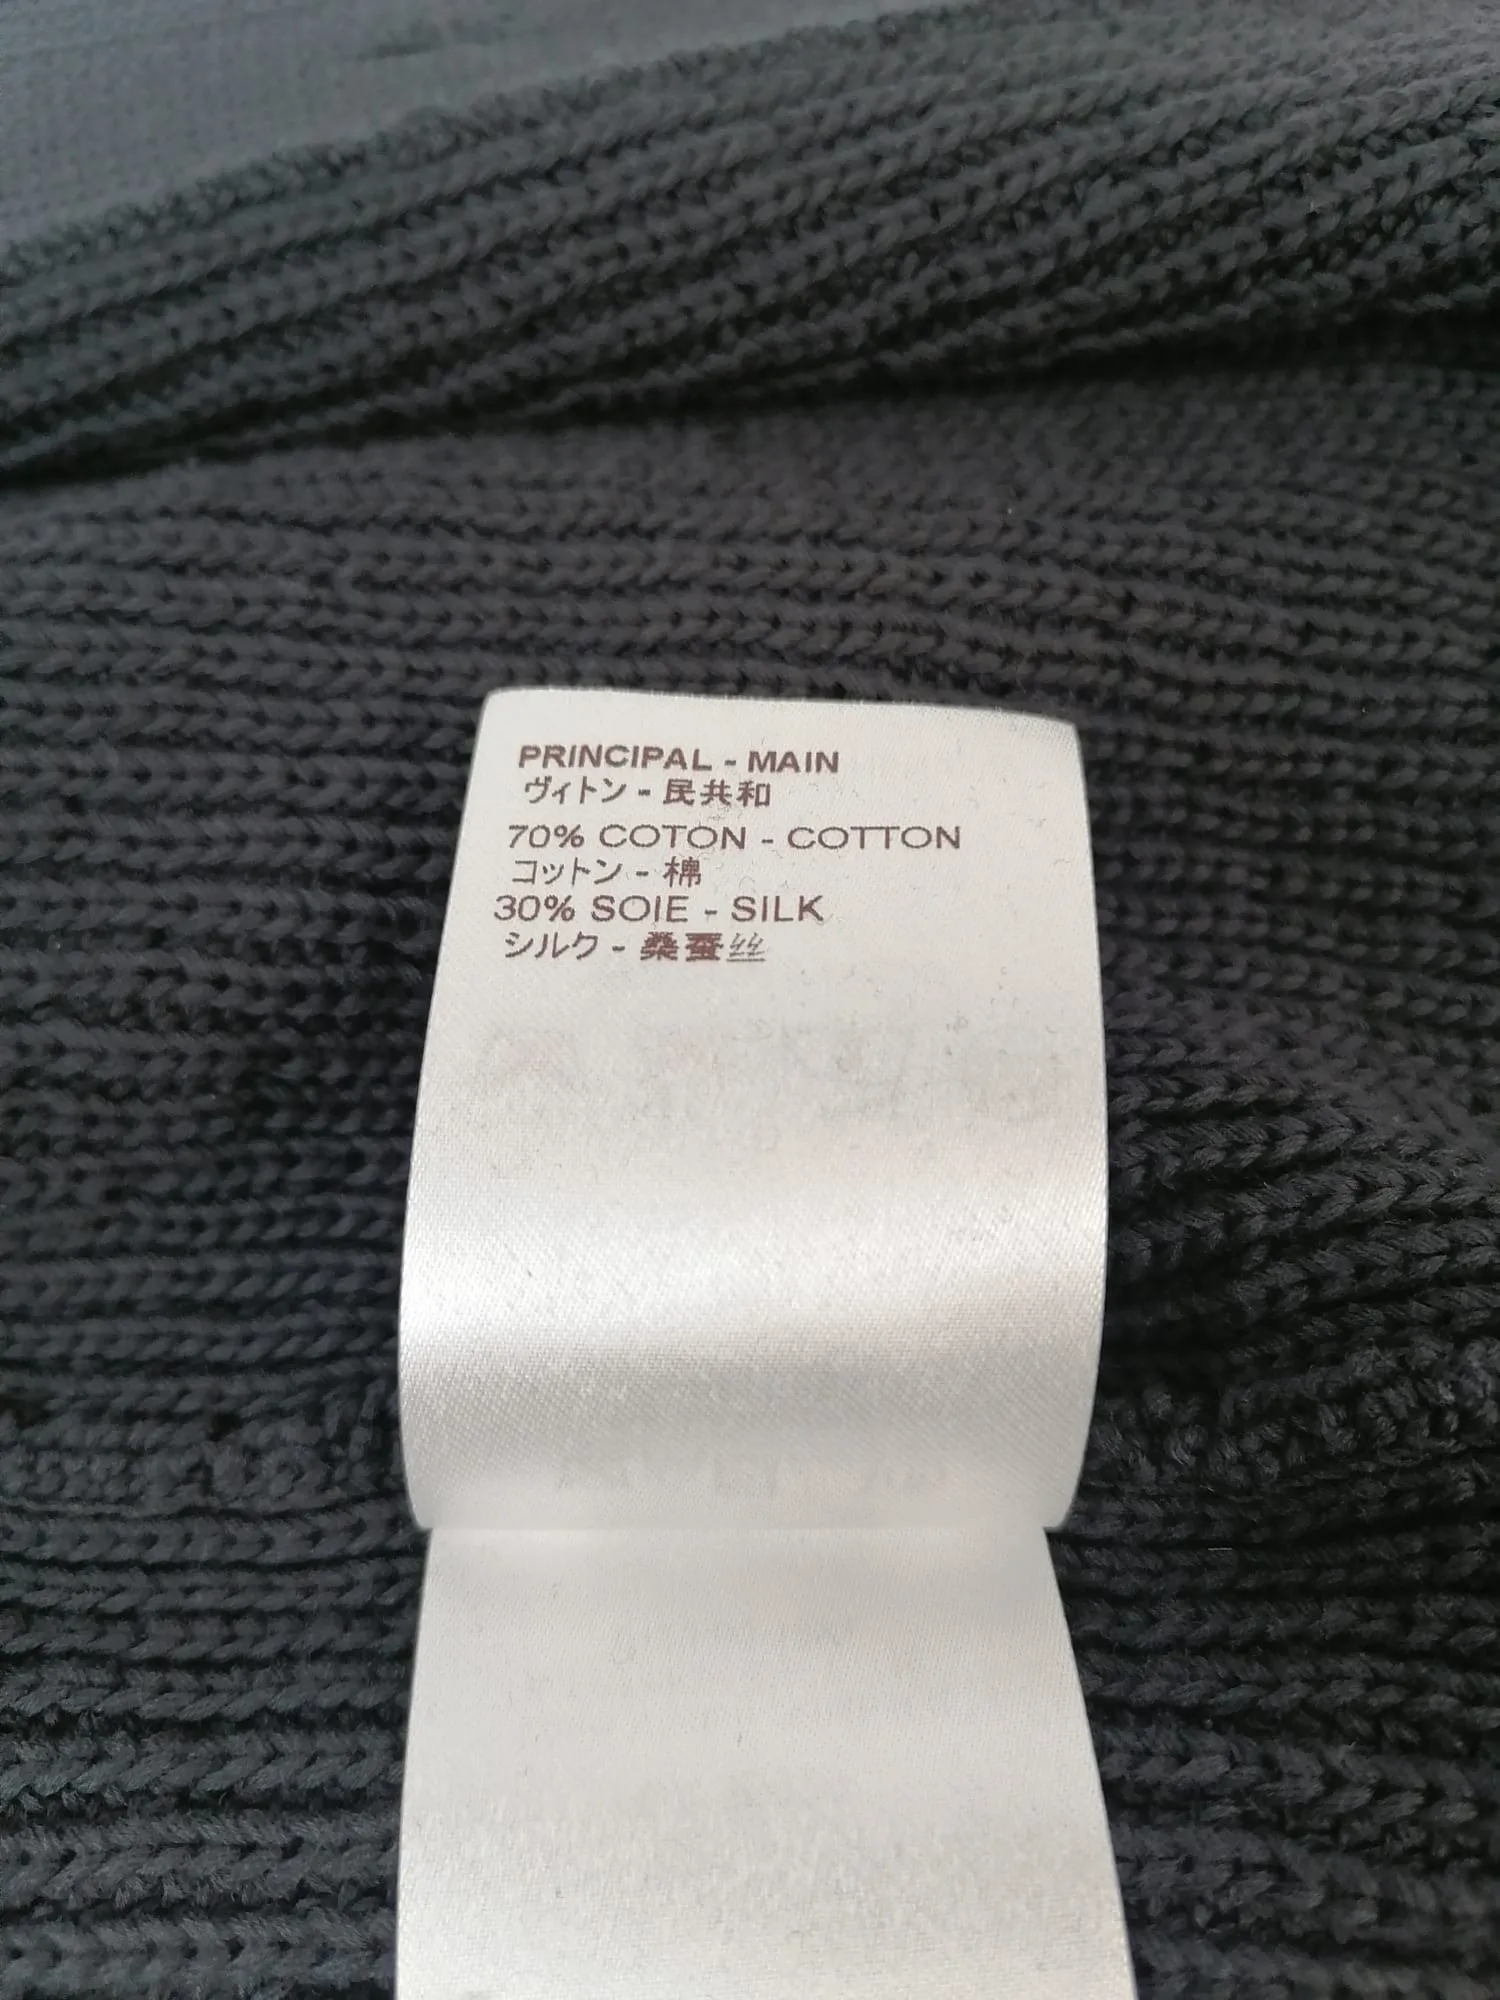 PRINCIPAL - MAIN
ヴィトン - 民共和
70% COTON - COTTON
コットン - 棉
30% SOIE - SILK
シルク - 桑蚕丝